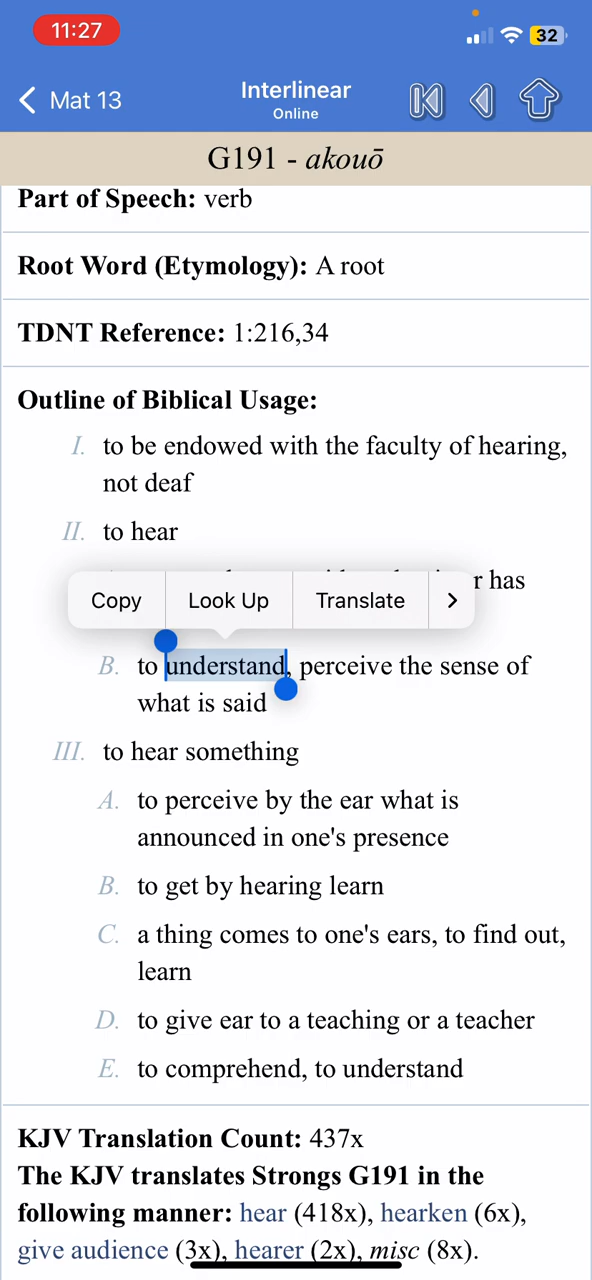 11:27
32
Mat 13
Interlinear
Online
G191 - akouō
Part of Speech: verb
Root Word (Etymology): A root
TDNT Reference: 1:216,34
Outline of Biblical Usage:
I. to be endowed with the faculty of hearing,
not deaf
II. to hear
has
Copy
Look Up
Translate
B. to understand, perceive the sense of
what is said
III. to hear something
A. to perceive by the ear what is
announced in one's presence
B. to get by hearing learn
C. a thing comes to one's ears, to find out,
learn
D. to give ear to a teaching or a teacher
E. to comprehend, to understand
KJV Translation Count: 437x
The KJV translates Strongs G191 in the
following manner: hear (418x), hearken (6x),
give audience (3x), hearer (2x), misc (8x).